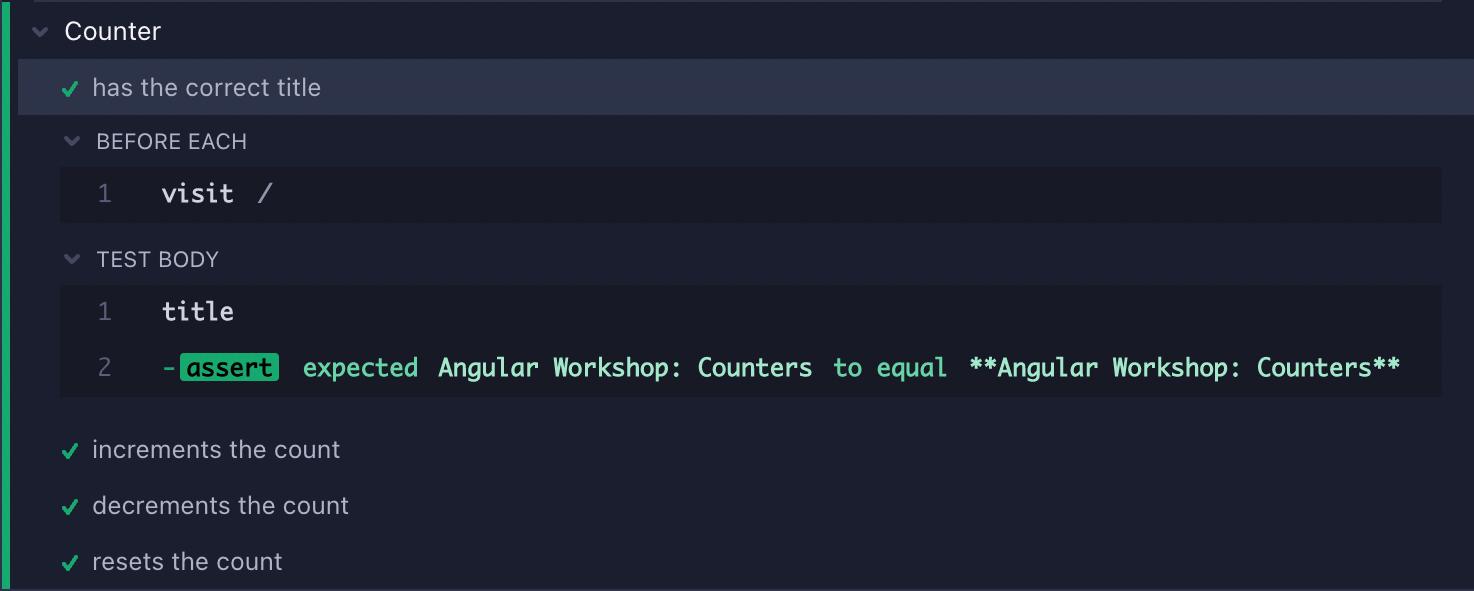 Counter
has the correct title
BEFORE EACH
1 visit /
TEST BODY
1 title
2 -assert expected Angular Workshop: Counters to equal **Angular Workshop: Counters**
increments the count
decrements the count
resets the count